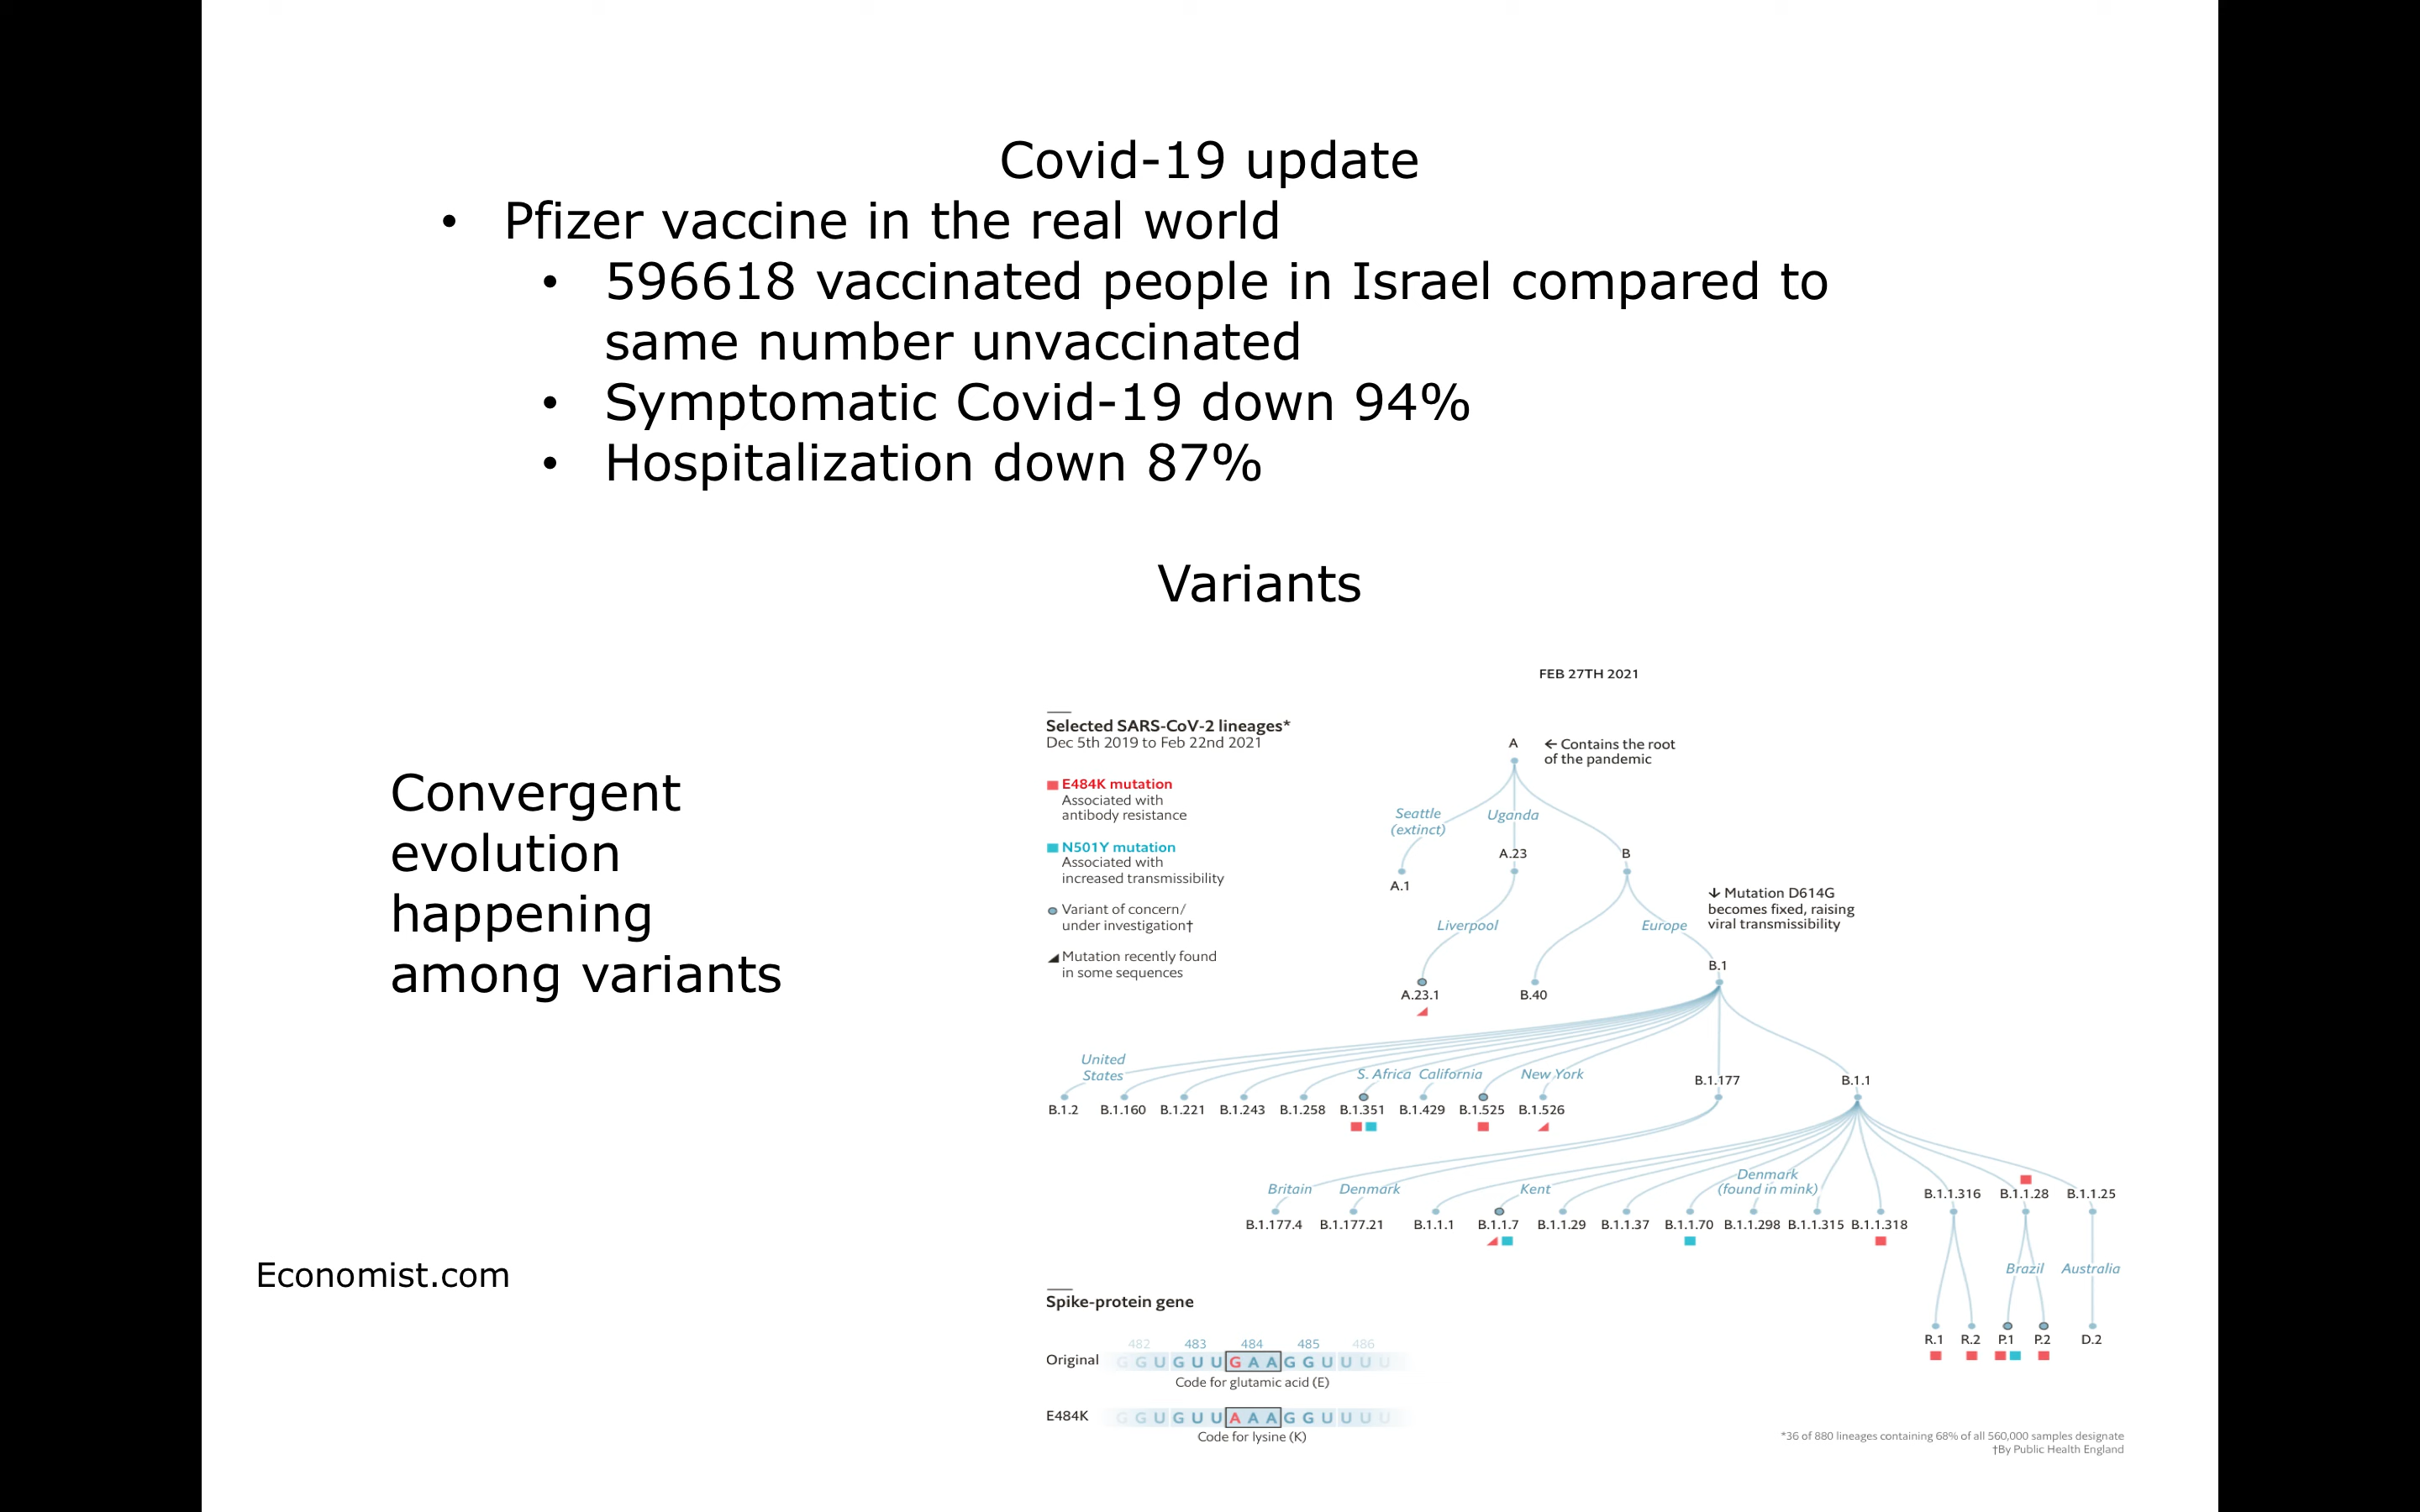 Covid-19 update
• Pfizer vaccine in the real world
• 596618 vaccinated people in Israel compared to
same number unvaccinated
• Symptomatic Covid-19 down 94%
• Hospitalization down 87%
Variants
Convergent
evolution
happening
among variants
Economist.com
FEB 27TH 2021
Selected SARS-CoV-2 lineages*
Dec 5th 2019 to Feb 22nd 2021
E484K mutation
Associated with
antibody resistance
N501Y mutation
Associated with
increased transmissibility
Variant of concern/
under investigation†
Mutation recently found
in some sequences
A
← Contains the root
of the pandemic
Seattle
(extinct)
Uganda
A.1
A.23
B
↓ Mutation D614G
becomes fixed, raising
viral transmissibility
Liverpool
Europe
B.1
A.23.1
B.40
United
States
S. Africa California New York
B.1.177
B.1.1
B.1.2 B.1.160 B.1.221 B.1.243 B.1.258 B.1.351 B.1.429 B.1.525 B.1.526
Britain Denmark Kent
Denmark
(found in mink)
B.1.1.316 B.1.1.28 B.1.1.25
B.1.177.4 B.1.177.21 B.1.1.1 B.1.1.7 B.1.1.29 B.1.1.37 B.1.1.70 B.1.1.298 B.1.1.315 B.1.1.318
Brazil Australia
R.1 R.2 P.1 P.2 D.2
Spike-protein gene
482 483 484 485 486
Original G G U G U U G A A G G U U U U
Code for glutamic acid (E)
E484K G G U G U U A A A G G U U U U
Code for lysine (K)
*36 of 880 lineages containing 68% of all 560,000 samples designate
†By Public Health England